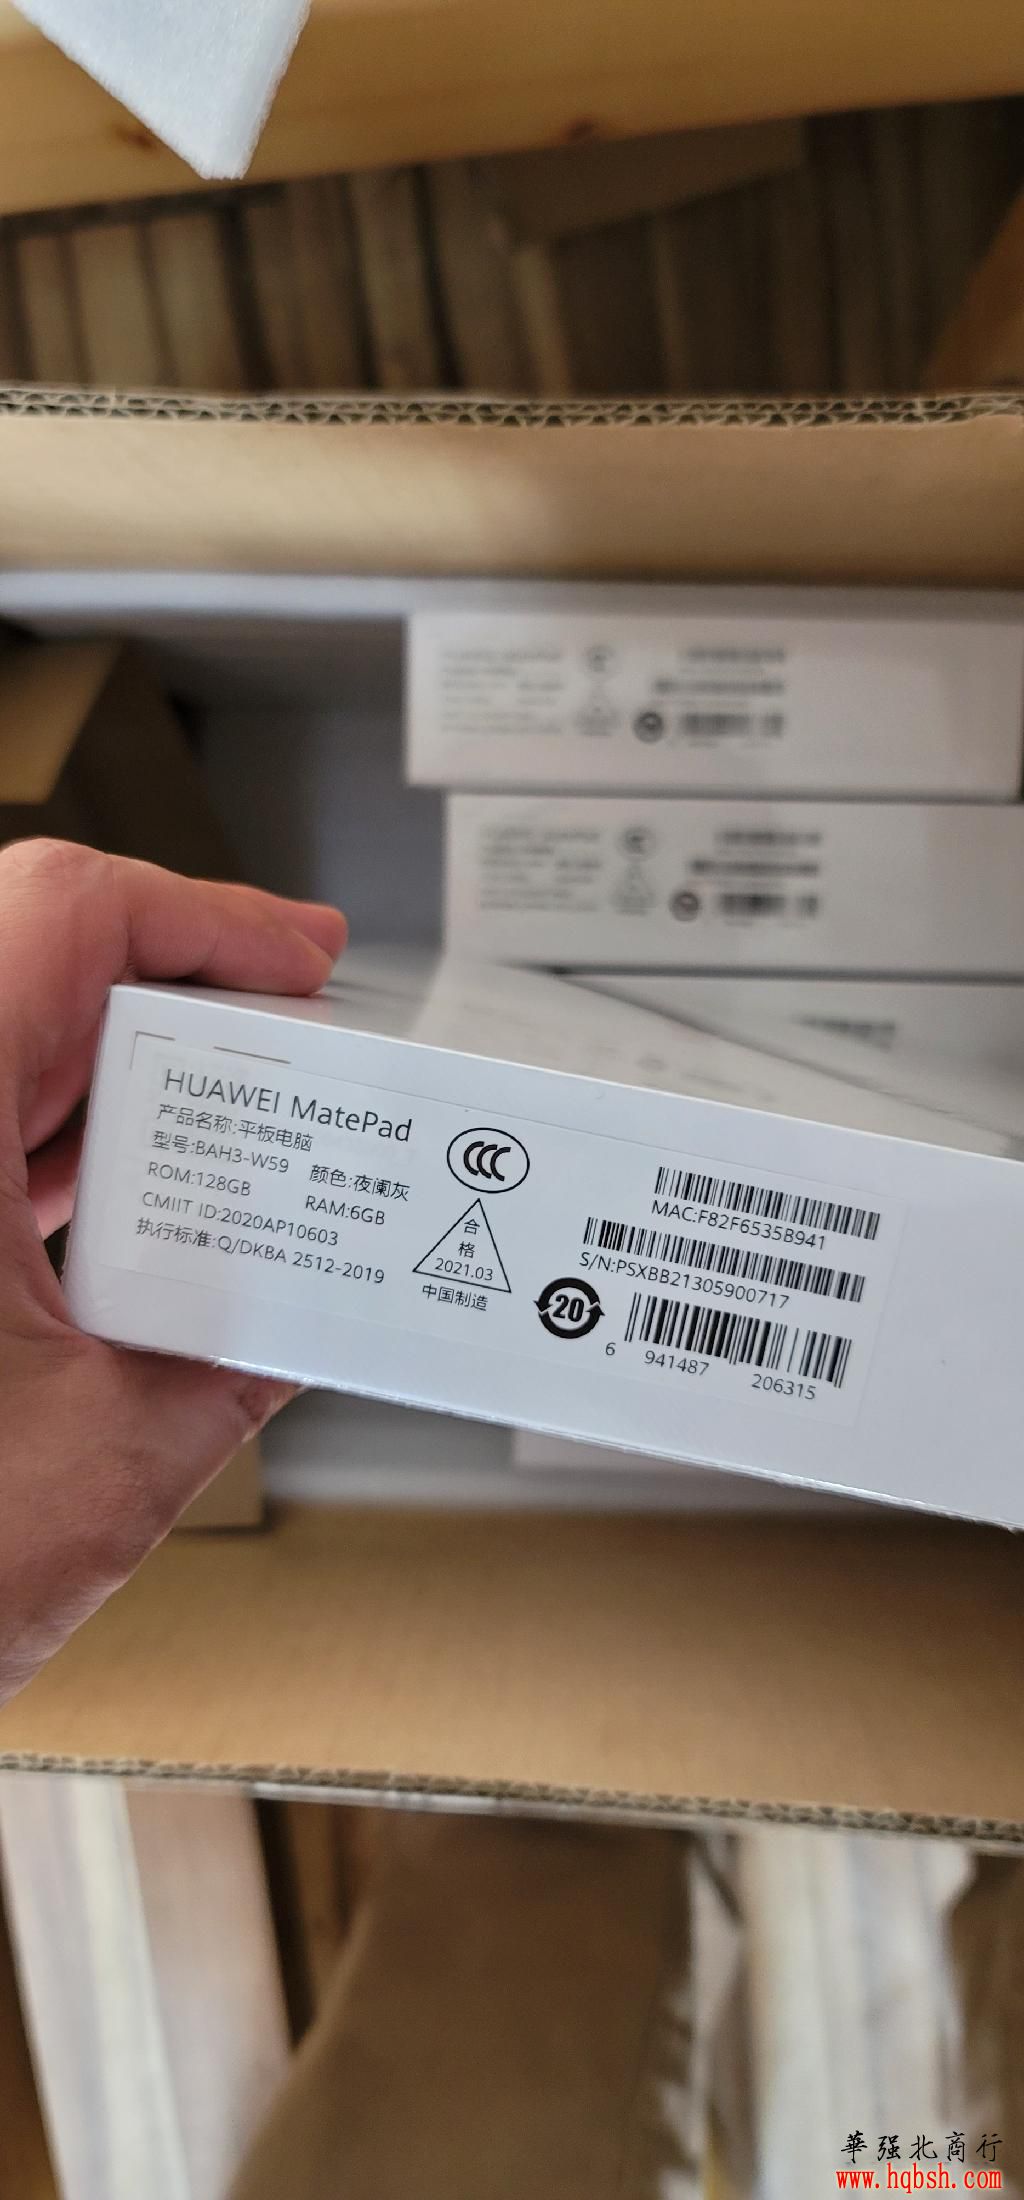 HUAWEI MatePad
产品名称:平板电脑
型号:BAH3-W59 颜色:夜阑灰
ROM:128GB RAM:6GB
CMIIT ID:2020AP10603
执行标准:Q/DKBA 2512-2019
合
格
2021.03
中国制造
20
MAC:F82F6535B941
S/N:PSXBB21305900717
6 941487 206315
華强北商行
www.hqbsh.com